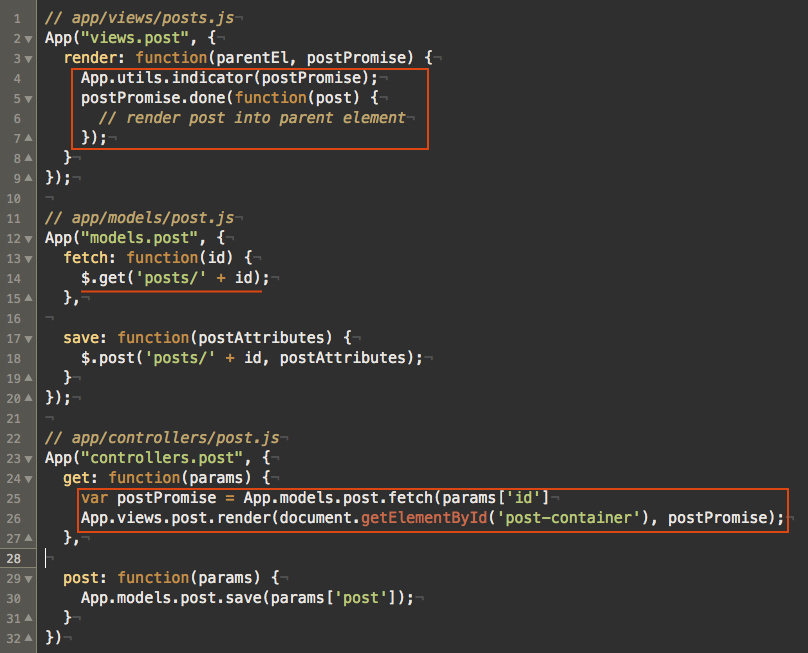 1 // app/views/posts.js¬
2 App("views.post", {¬
3 render: function(parentEl, postPromise) {¬
4 App.utils.indicator(postPromise);¬
5 postPromise.done(function(post) {¬
6 // render post into parent element¬
7 });¬
8 }¬
9 });¬
10 ¬
11 // app/models/post.js¬
12 App("models.post", {¬
13 fetch: function(id) {¬
14 $.get('posts/' + id);¬
15 },¬
16 ¬
17 save: function(postAttributes) {¬
18 $.post('posts/' + id, postAttributes);¬
19 }¬
20 });¬
21 ¬
22 // app/controllers/post.js¬
23 App("controllers.post", {¬
24 get: function(params) {¬
25 var postPromise = App.models.post.fetch(params['id']¬
26 App.views.post.render(document.getElementById('post-container'), postPromise);¬
27 },¬
28 ¬
29 post: function(params) {¬
30 App.models.post.save(params['post']);¬
31 }¬
32 })¬